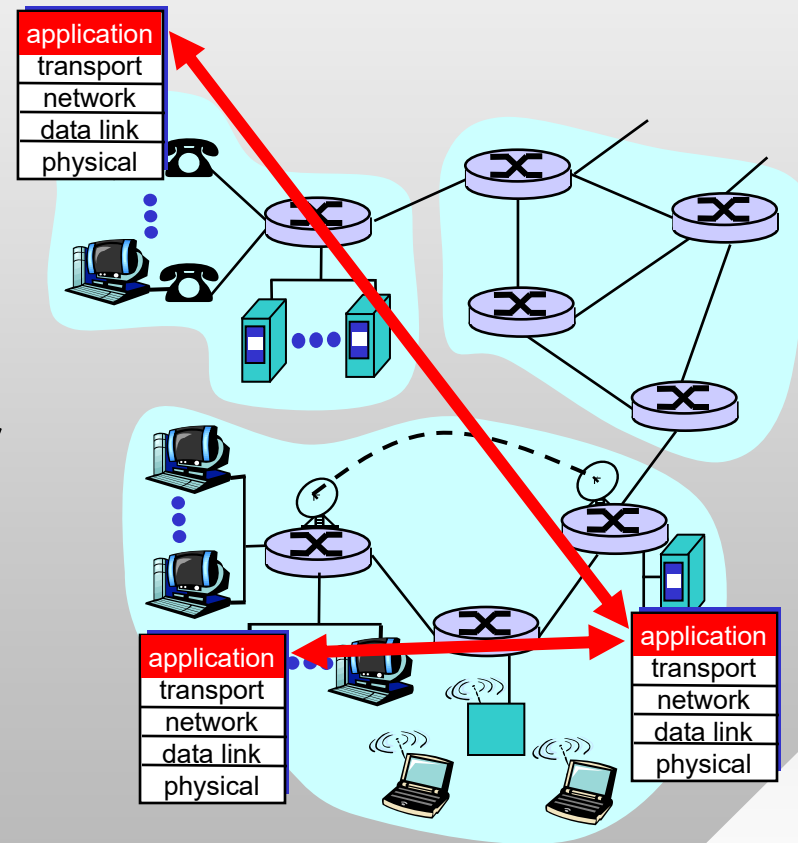 application
transport
network
data link
physical
application
transport
network
data link
physical
application
transport
network
data link
physical